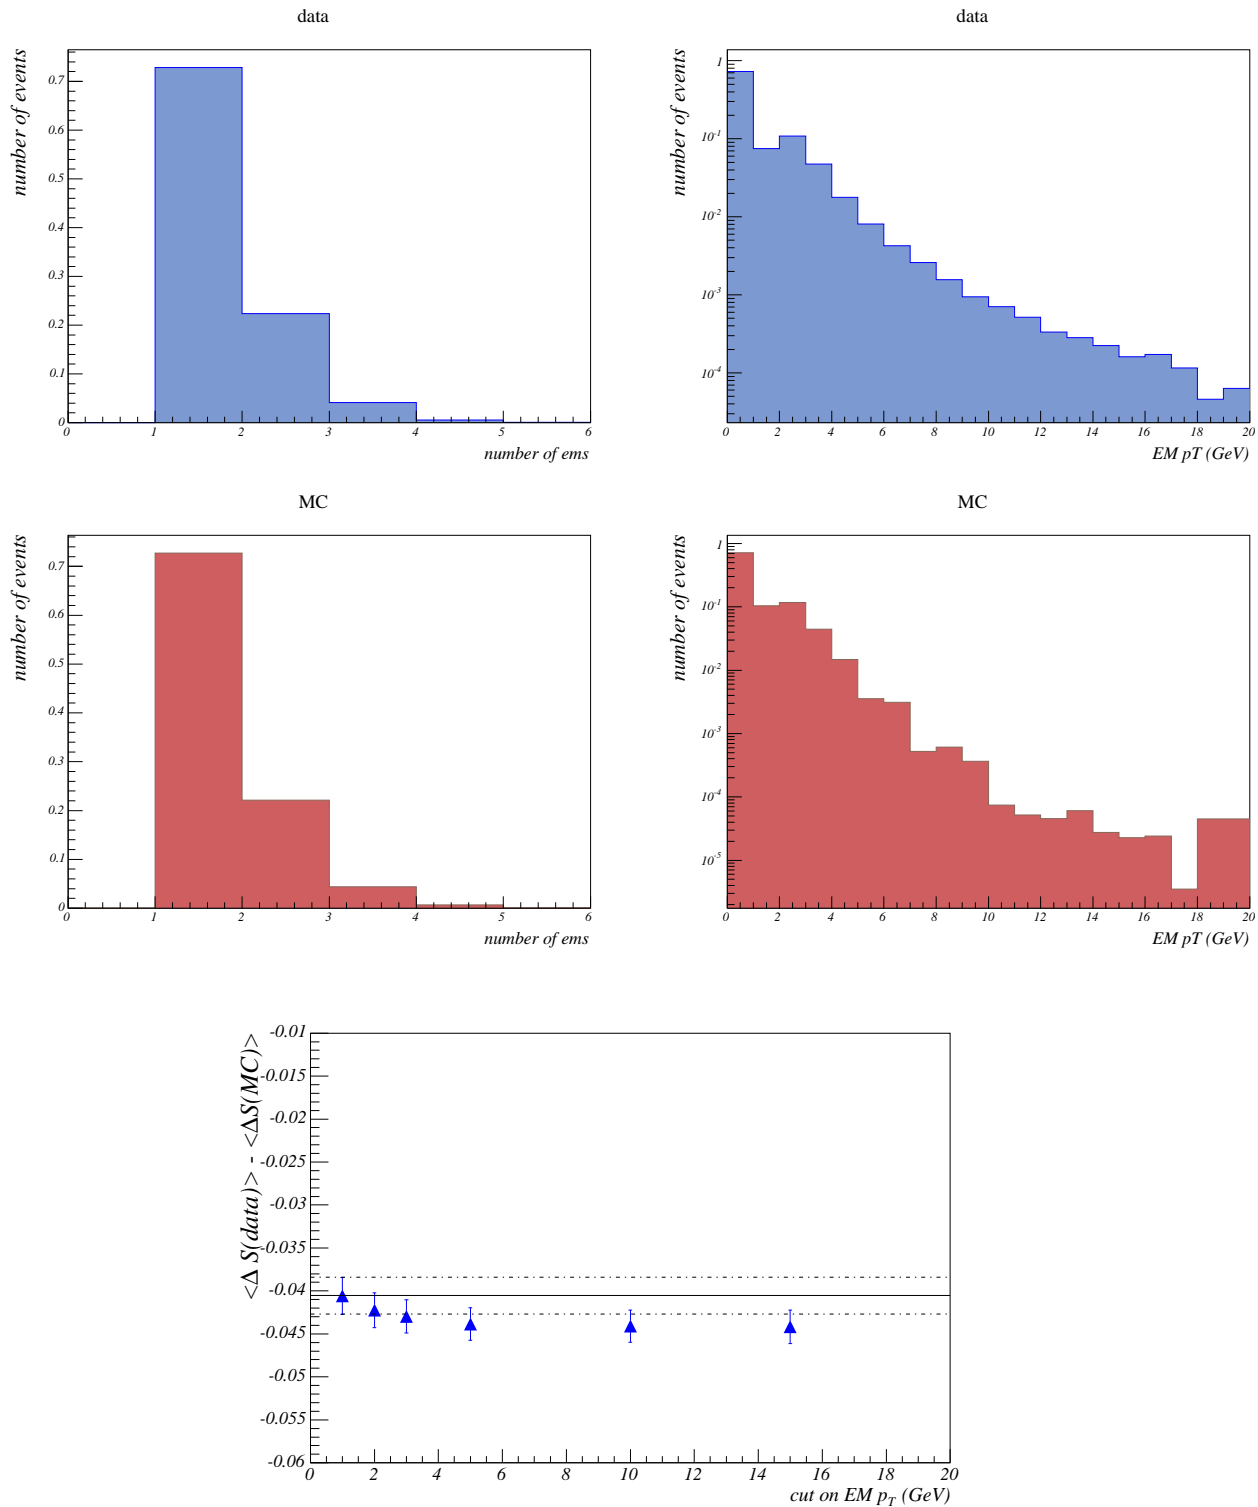 data
number of events
0.7
0.6
0.5
0.4
0.3
0.2
0.1
0
0 1 2 3 4 5 6
number of ems
data
number of events
1
10^-1
10^-2
10^-3
10^-4
0 2 4 6 8 10 12 14 16 18 20
EM pT (GeV)
MC
number of events
0.7
0.6
0.5
0.4
0.3
0.2
0.1
0
0 1 2 3 4 5 6
number of ems
MC
number of events
1
10^-1
10^-2
10^-3
10^-4
10^-5
0 2 4 6 8 10 12 14 16 18 20
EM pT (GeV)
<Δ S(data)> - <ΔS(MC)>
-0.01
-0.015
-0.02
-0.025
-0.03
-0.035
-0.04
-0.045
-0.05
-0.055
-0.06
0 2 4 6 8 10 12 14 16 18 20
cut on EM p_T (GeV)